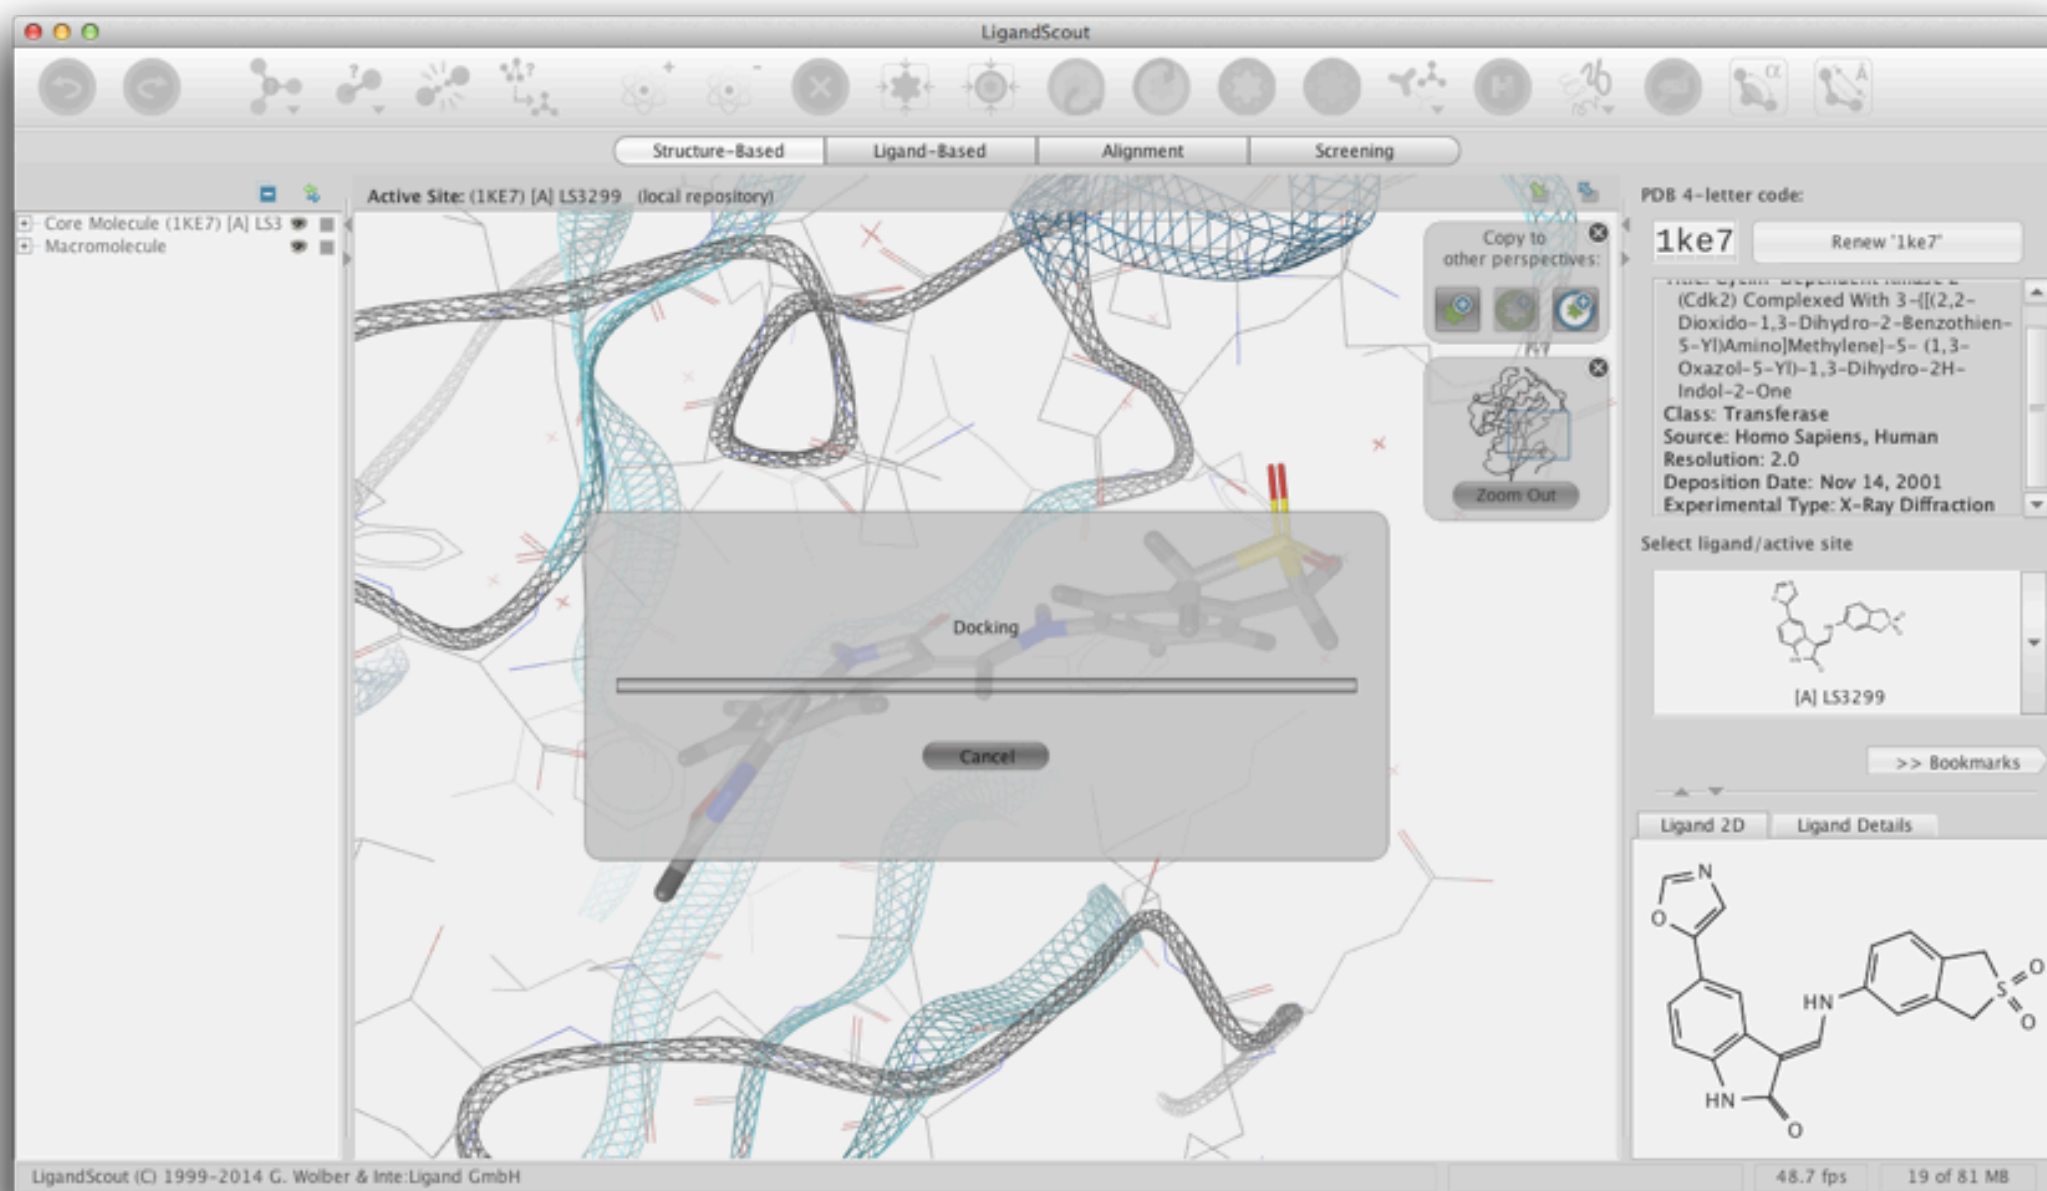 LigandScout
Structure-Based
Ligand-Based
Alignment
Screening
Active Site: (1KE7) [A] LS3299 (local repository)
Core Molecule (1KE7) [A] LS3
Macromolecule
Copy to
other perspectives:
Zoom Out
Docking
Cancel
PDB 4-letter code:
1ke7
Renew "1ke7"
(Cdk2) Complexed With 3-{[(2,2-
Dioxido-1,3-Dihydro-2-Benzothien-
5-Yl)Amino]Methylene}-5- (1,3-
Oxazol-5-Yl)-1,3-Dihydro-2H-
Indol-2-One
Class: Transferase
Source: Homo Sapiens, Human
Resolution: 2.0
Deposition Date: Nov 14, 2001
Experimental Type: X-Ray Diffraction
Select ligand/active site
[A] LS3299
>> Bookmarks
Ligand 2D
Ligand Details
N
O
HN
O
S
O
HN
O
LigandScout (C) 1999-2014 G. Wolber & Inte:Ligand GmbH
48.7 fps
19 of 81 MB